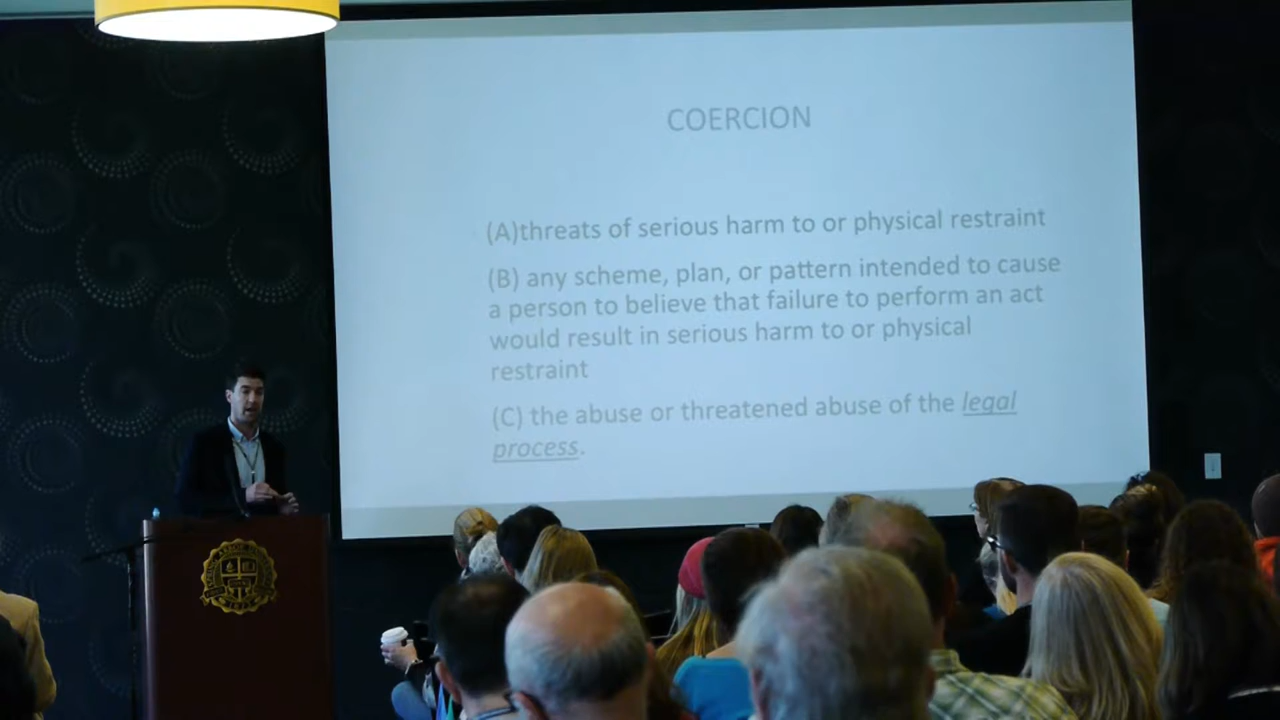 COERCION
(A)threats of serious harm to or physical restraint
(B) any scheme, plan, or pattern intended to cause
a person to believe that failure to perform an act
would result in serious harm to or physical
restraint
(C) the abuse or threatened abuse of the legal
process.